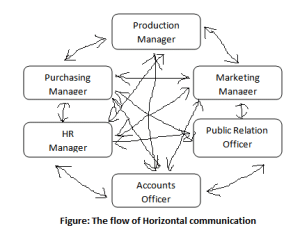 Production
Manager
Purchasing
Manager
Marketing
Manager
HR
Manager
Public Relation
Officer
Accounts
Officer
Figure: The flow of Horizontal communication